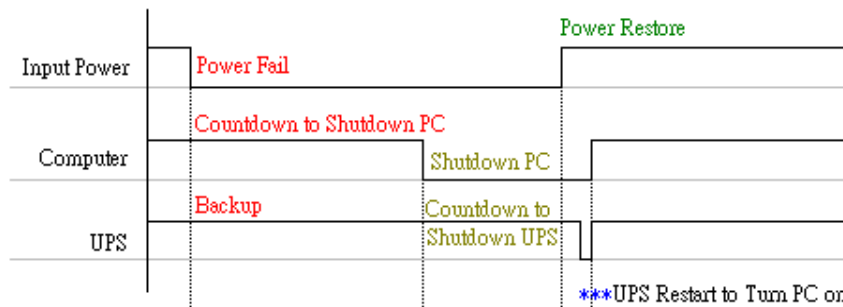 Power Restore
Input Power
Power Fail
Countdown to Shutdown PC
Computer
Shutdown PC
Backup
Countdown to
Shutdown UPS
UPS
***UPS Restart to Turn PC on